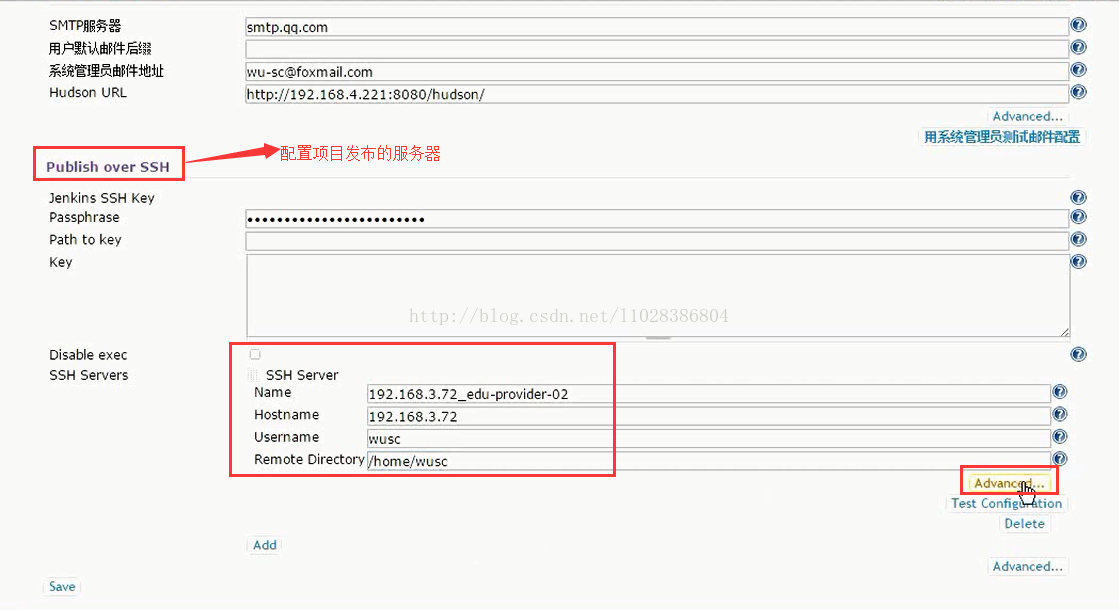 SMTP服务器 smtp.qq.com
用户默认邮件后缀
系统管理员邮件地址 wu-sc@foxmail.com
Hudson URL http://192.168.4.221:8080/hudson/
Advanced...
用系统管理员测试邮件配置
Publish over SSH 配置项目发布的服务器
Jenkins SSH Key
Passphrase ••••••••••••••••••••••••
Path to key
Key
http://blog.csdn.net/l1028386804
Disable exec
SSH Servers SSH Server
Name 192.168.3.72_edu-provider-02
Hostname 192.168.3.72
Username wusc
Remote Directory /home/wusc
Advanced...
Test Configuration
Delete
Add
Advanced...
Save